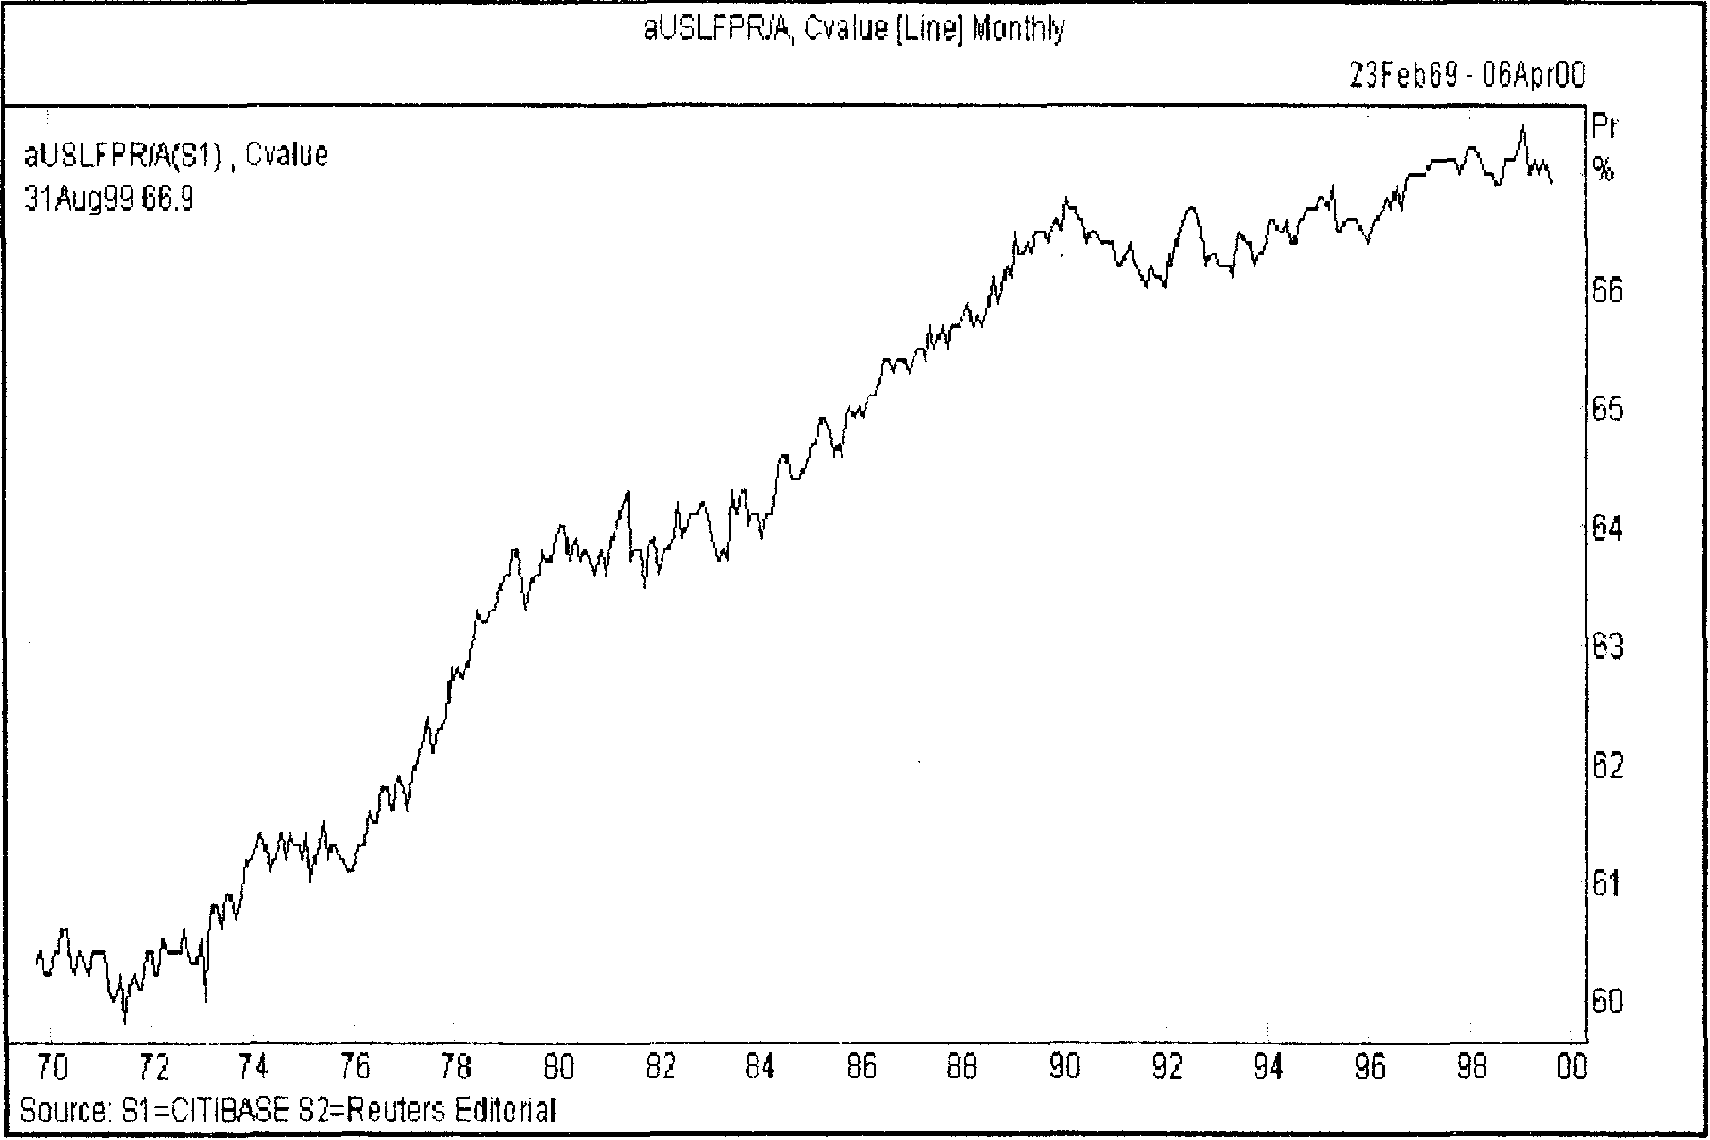 aUSLFPR/A, Cvalue [Line] Monthly
23Feb69 - 06Apr00
Pr
%
aUSLFPR/A(S1) , Cvalue
31Aug99 66.9
66
65
64
63
62
61
60
70 72 74 76 78 80 82 84 86 88 90 92 94 96 98 00
Source: S1=CITIBASE S2=Reuters Editorial